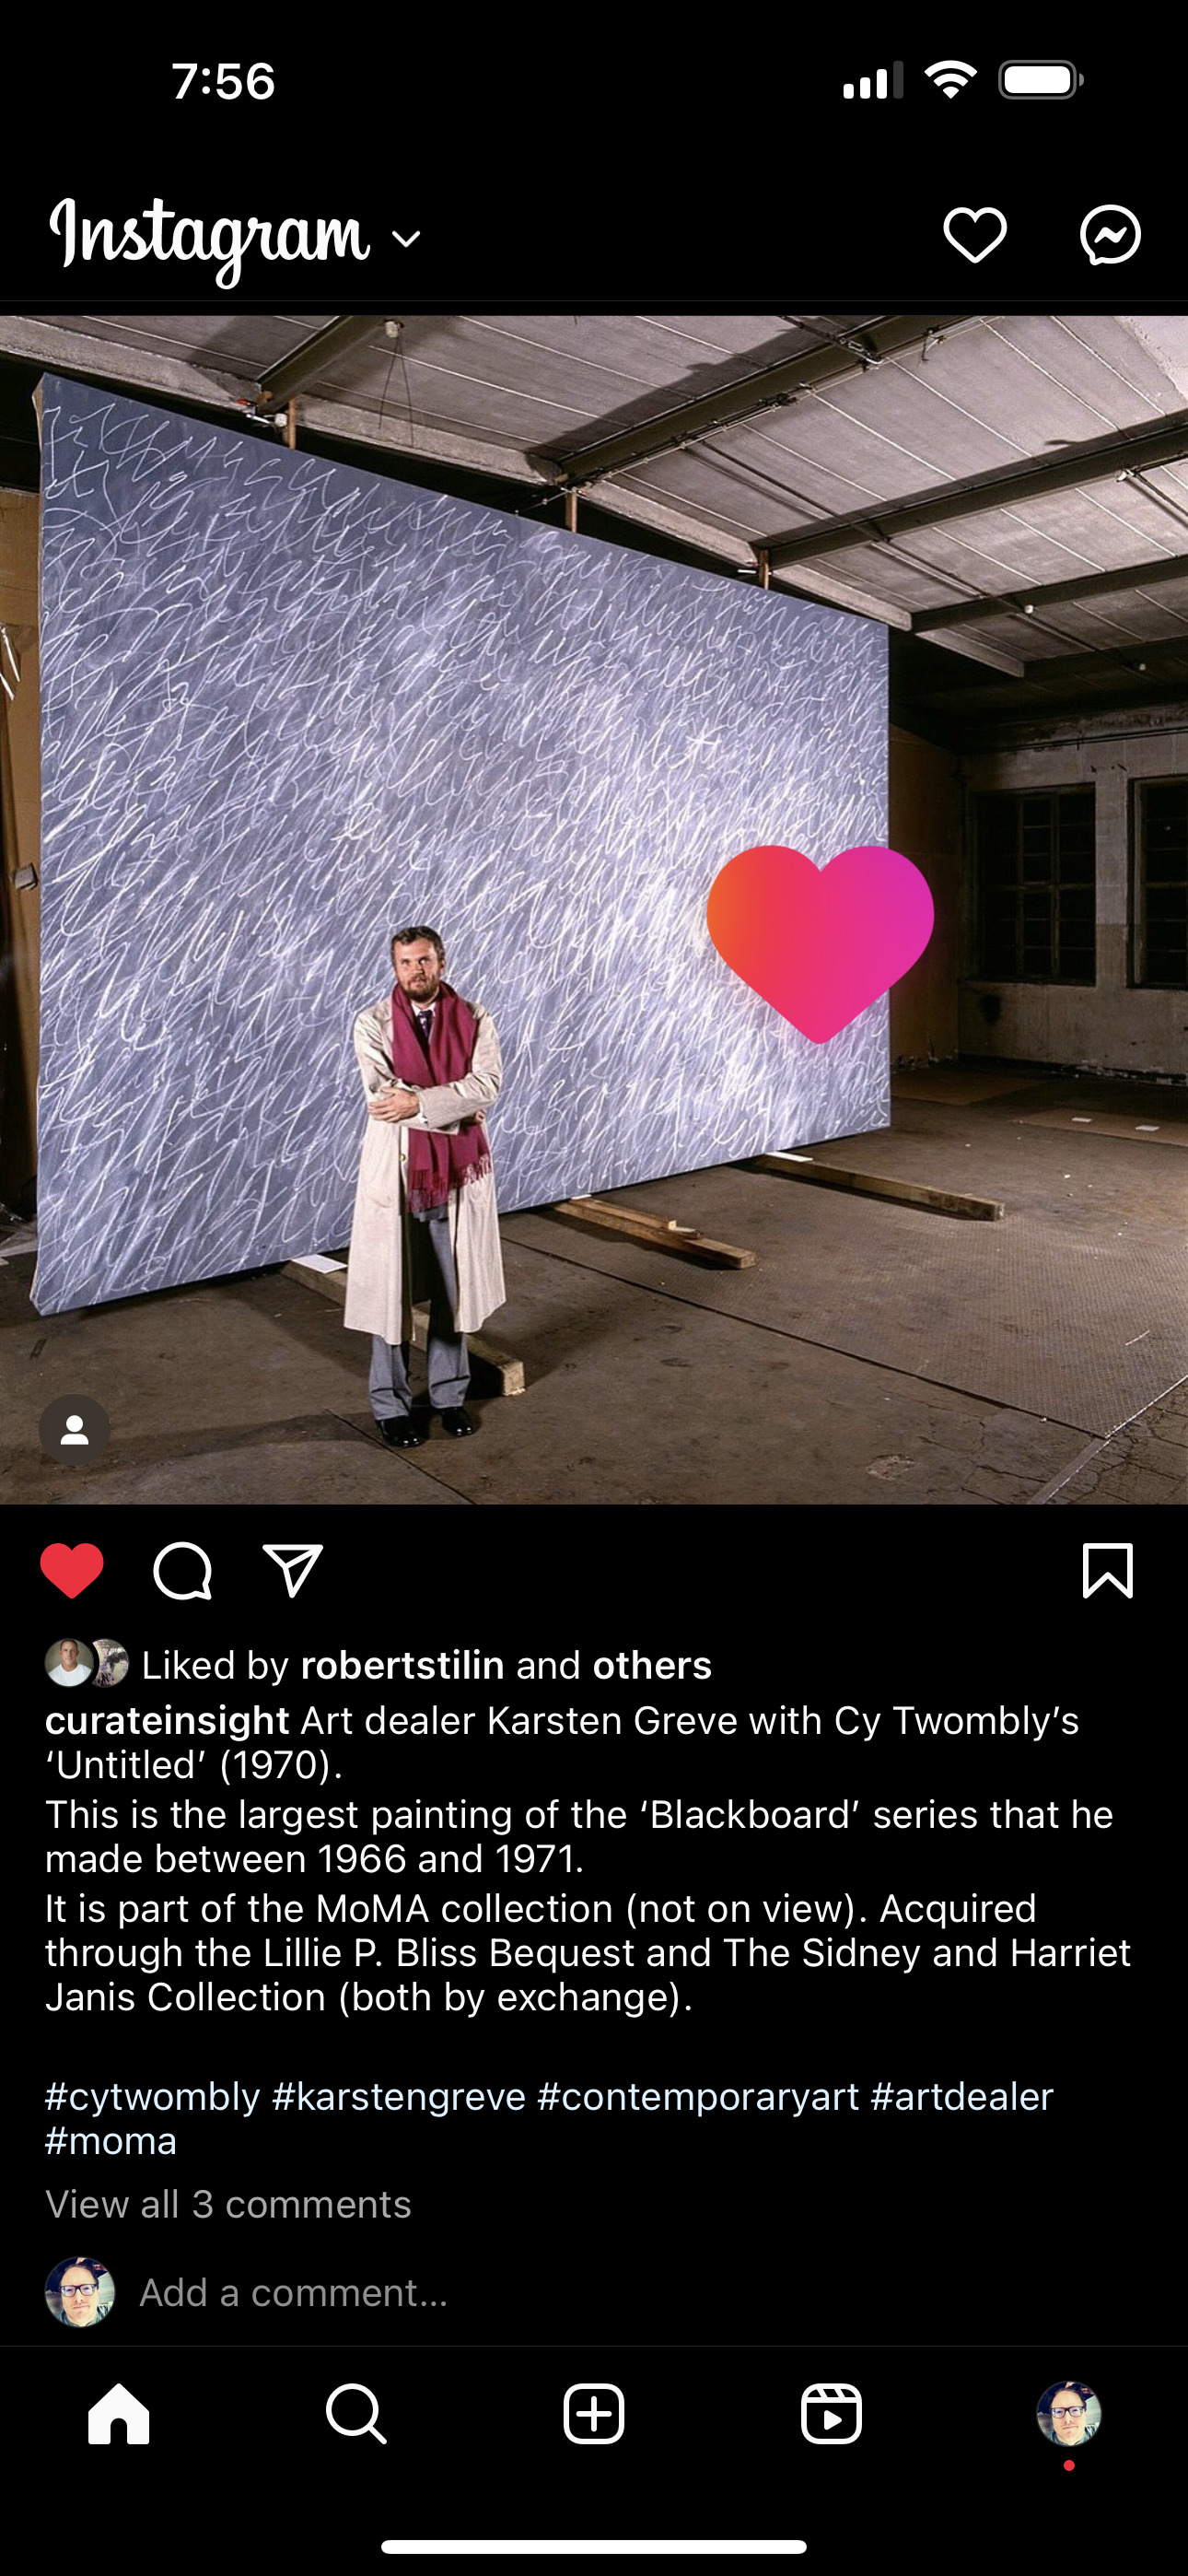 7:56
Instagram
Liked by robertstilin and others
curateinsight Art dealer Karsten Greve with Cy Twombly’s
‘Untitled’ (1970).
This is the largest painting of the ‘Blackboard’ series that he
made between 1966 and 1971.
It is part of the MoMA collection (not on view). Acquired
through the Lillie P. Bliss Bequest and The Sidney and Harriet
Janis Collection (both by exchange).
#cytwombly #karstengreve #contemporaryart #artdealer
#moma
View all 3 comments
Add a comment...